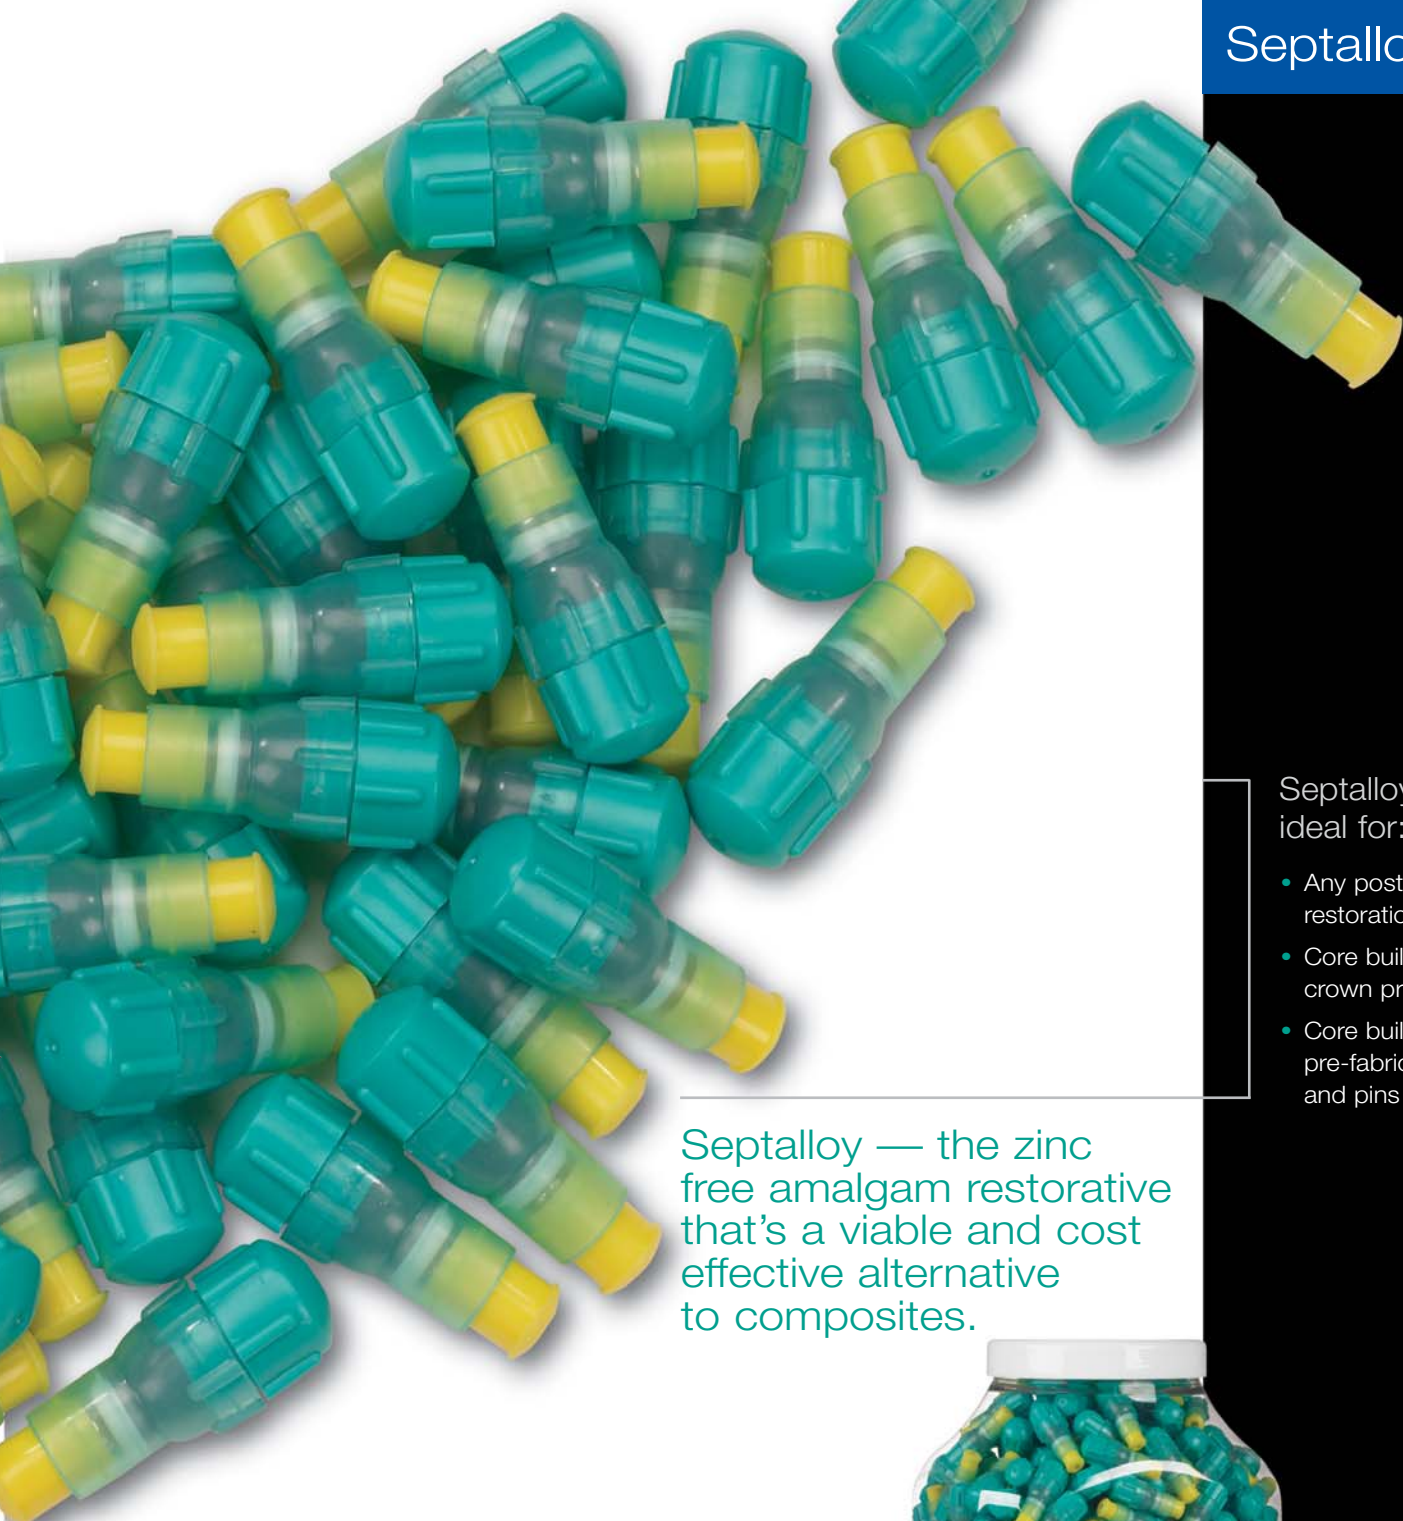 Septallo
Septalloy
ideal for:
Any post
restoratio
Core buil
crown pr
Core buil
pre-fabric
and pins
Septalloy — the zinc
free amalgam restorative
that’s a viable and cost
effective alternative
to composites.